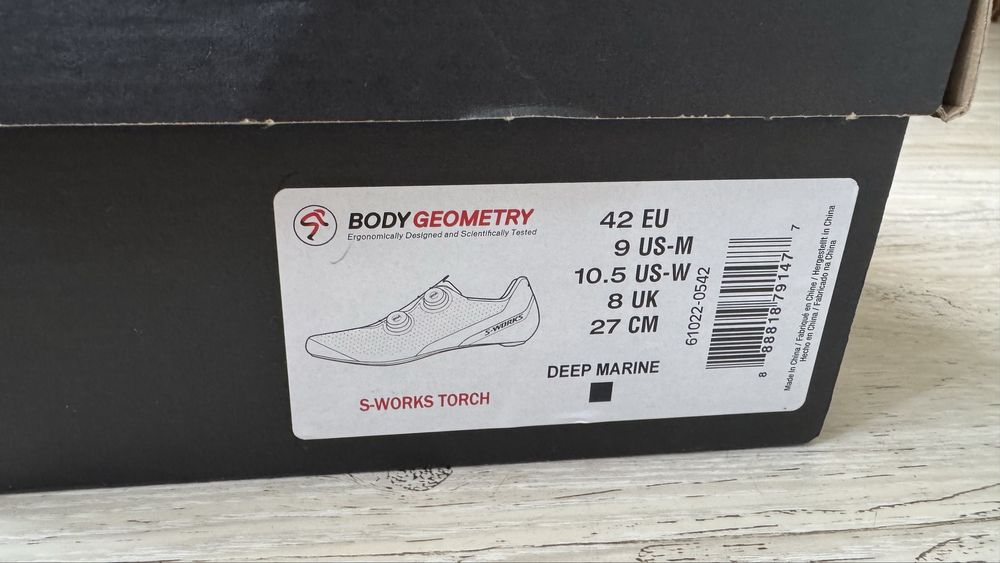 BODY GEOMETRY
Ergonomically Designed and Scientifically Tested
S-WORKS
S-WORKS TORCH
42 EU
9 US-M
10.5 US-W
8 UK
27 CM
DEEP MARINE
61022-0542
8 88818 79147 7
Made in China / Fabriqué en Chine / Hergestellt in China
Hecho en China / Fabricado na China